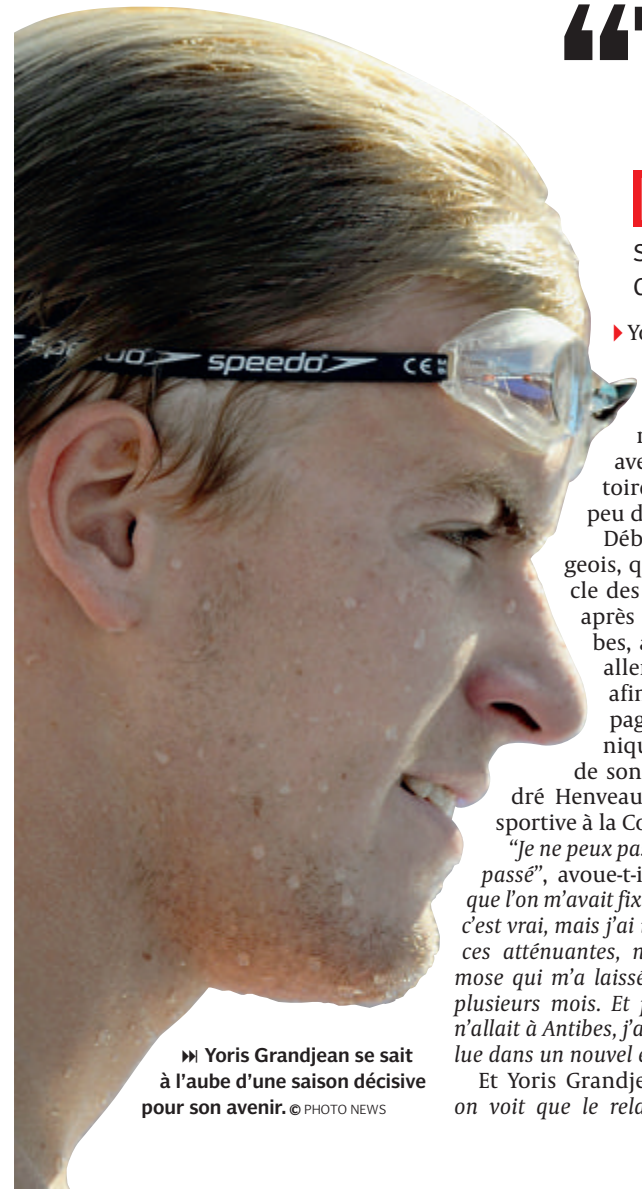 “
speedo speedo CE
Yo
ave
toire
peu d
Déb
geois, q
cle des
après
bes, a
aller
afin
pag
niqu
de son
dré Henveau
sportive à la Co
“Je ne peux pas
passé”, avoue-t-i
que l’on m’avait fix
c’est vrai, mais j’ai
ces atténuantes, n
mose qui m’a laissé
plusieurs mois. Et
n’allait à Antibes, j’a
lue dans un nouvel e
Et Yoris Grandje
on voit que le rela
Yoris Grandjean se sait
à l’aube d’une saison décisive
pour son avenir. © PHOTO NEWS